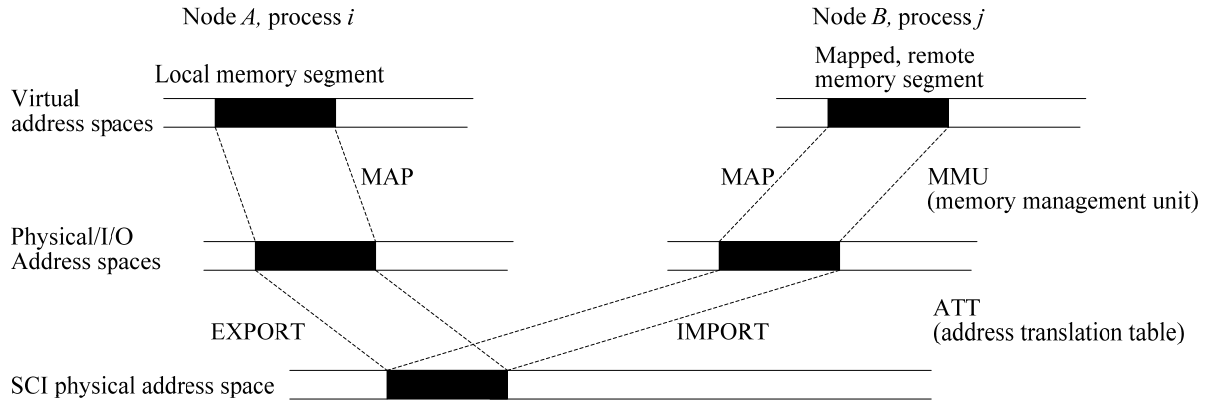 Node A, process i
Node B, process j
Local memory segment
Mapped, remote
memory segment
Virtual
address spaces
MAP
MAP
MMU
(memory management unit)
Physical/I/O
Address spaces
EXPORT
IMPORT
ATT
(address translation table)
SCI physical address space